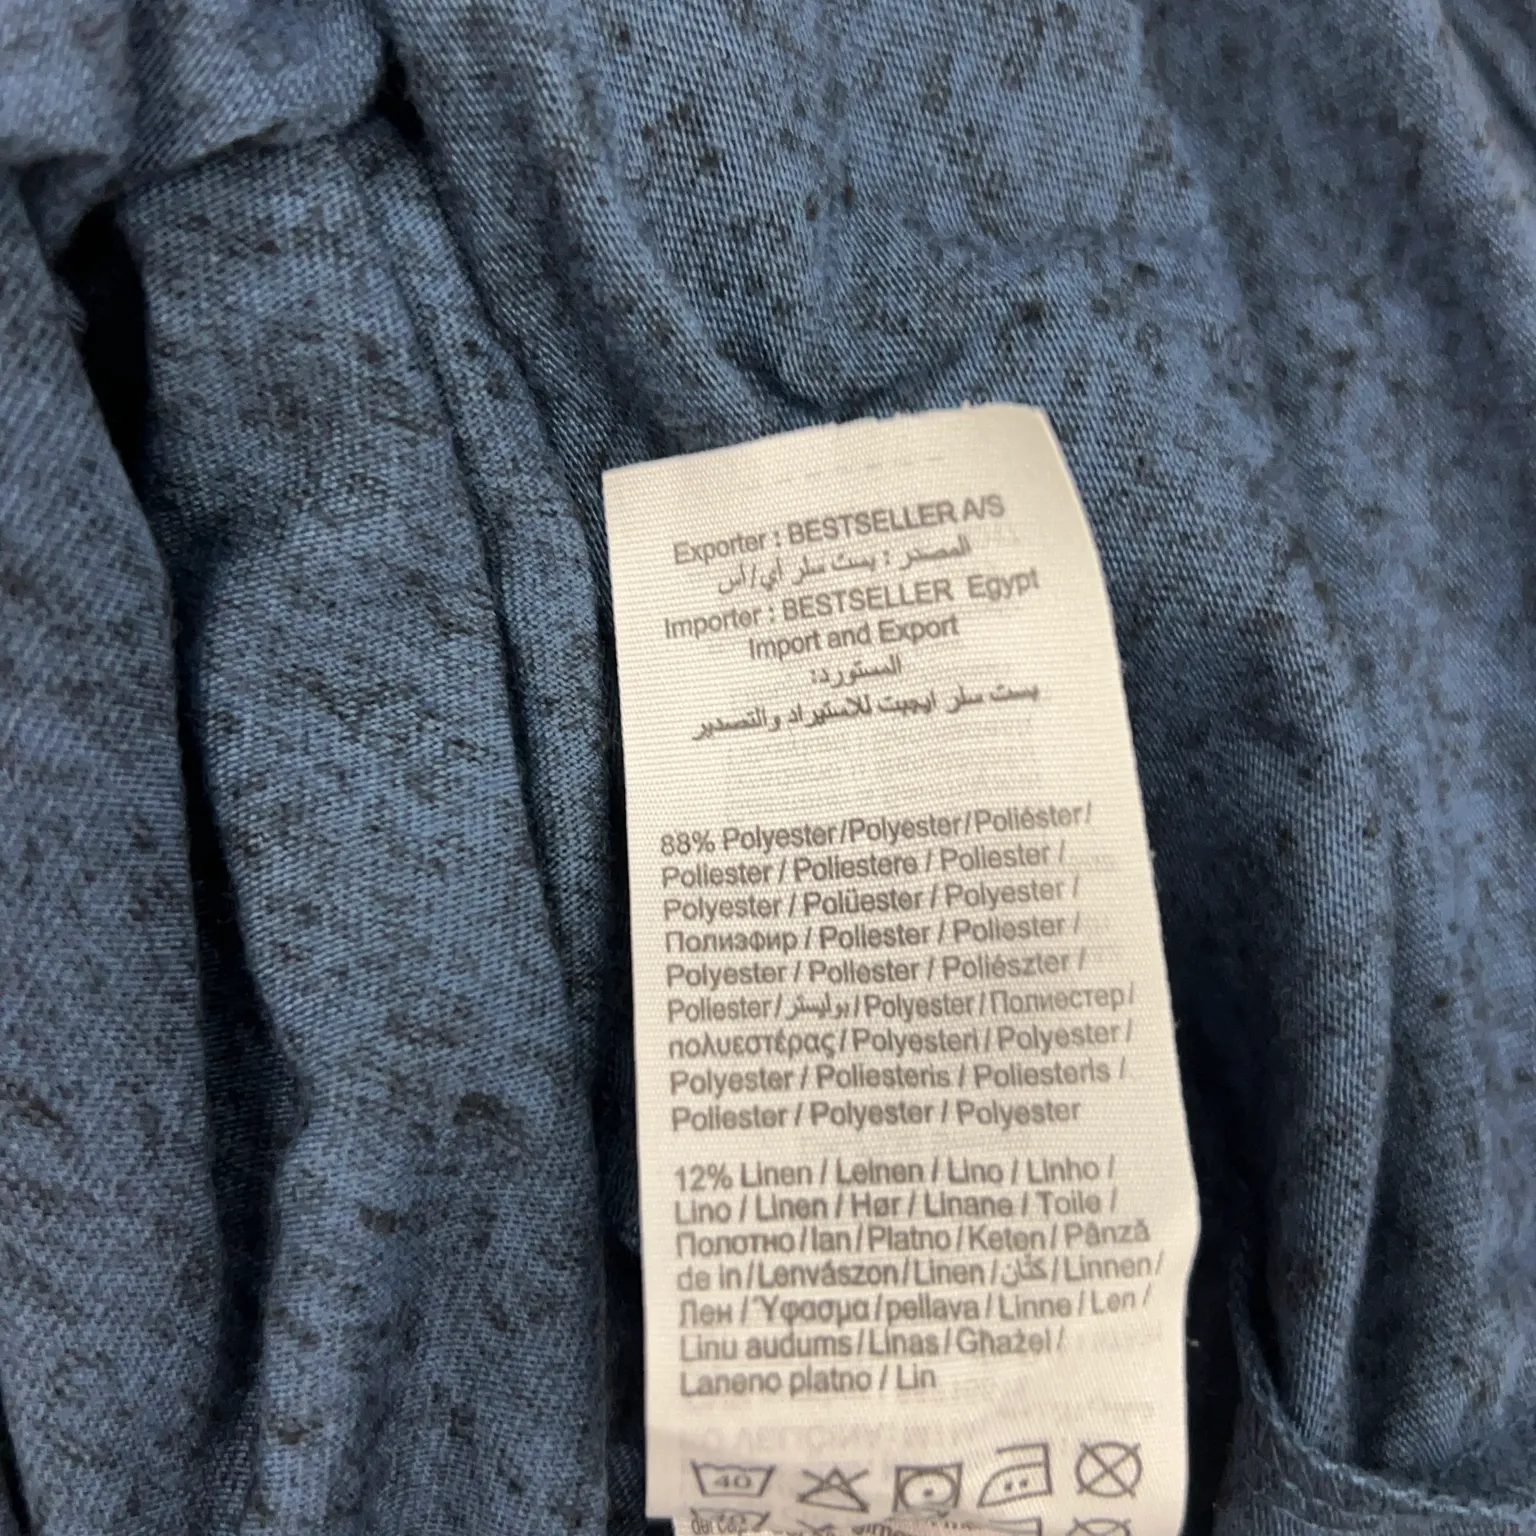 Exporter : BESTSELLER A/S
المصدر : بست سلر أي/أس
Importer : BESTSELLER Egypt
Import and Export
المستورد:
بست سلر ايجبت للاستيراد والتصدير
88% Polyester/Polyester/Poliéster/
Poliester / Poliestere / Poliester /
Polyester / Polüester / Polyester /
Полиэфир / Poliester / Poliester /
Polyester / Poliester / Poliészter /
Poliester/بوليستر/Polyester/Полиестер/
πολυεστέρας/Polyesteri/Polyester/
Polyester / Poliesteris / Poliesteris /
Poliester / Polyester / Polyester
12% Linen / Leinen / Lino / Linho /
Lino / Linen / Hør / Linane / Toile /
Полотно/lan/Platno/Keten/Pânză
de in/Lenvászon/Linen/كتّان/Linnen/
Лен/Ύφασμα/pellava/Linne/Len/
Linu audums/Linas/Għażel/
Laneno platno / Lin
40